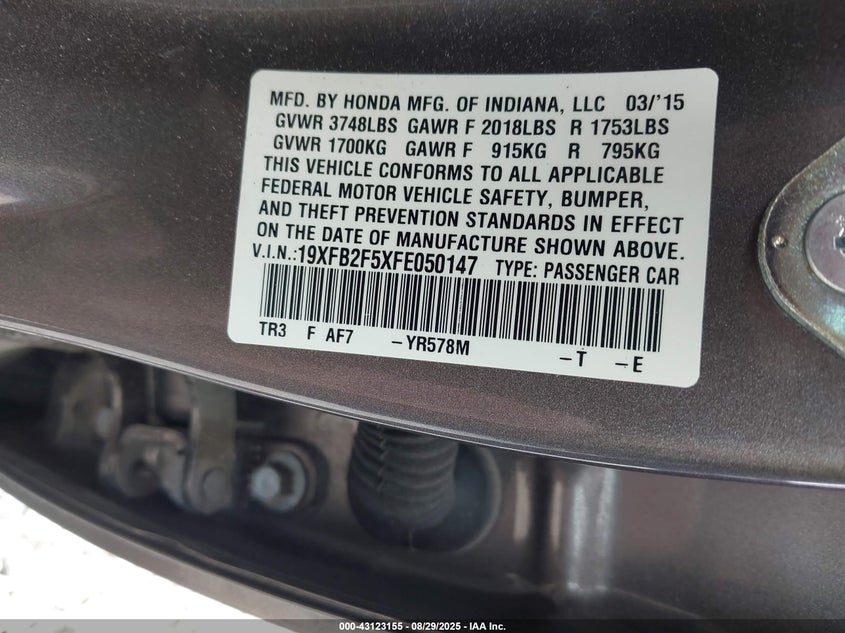 MFD. BY HONDA MFG. OF INDIANA, LLC 03/'15
GVWR 3748LBS GAWR F 2018LBS R 1753LBS
GVWR 1700KG GAWR F 915KG R 795KG
THIS VEHICLE CONFORMS TO ALL APPLICABLE
FEDERAL MOTOR VEHICLE SAFETY, BUMPER,
AND THEFT PREVENTION STANDARDS IN EFFECT
ON THE DATE OF MANUFACTURE SHOWN ABOVE.
V.I.N.:19XFB2F5XFE050147 TYPE: PASSENGER CAR
TR3 F AF7 -YR578M -T -E
000-43123155 - 08/29/2025 - IAA Inc.